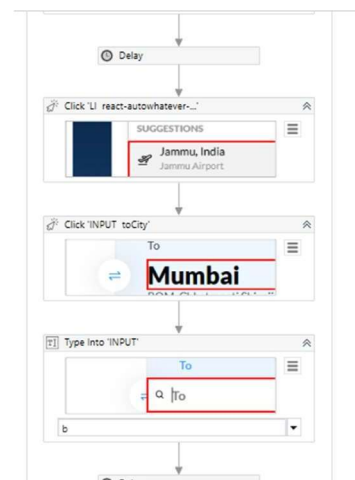 Delay
Click 'LI react-autowhatever-...'
SUGGESTIONS
Jammu, India
Jammu Airport
Click 'INPUT toCity'
To
Mumbai
Type Into 'INPUT'
To
To
b